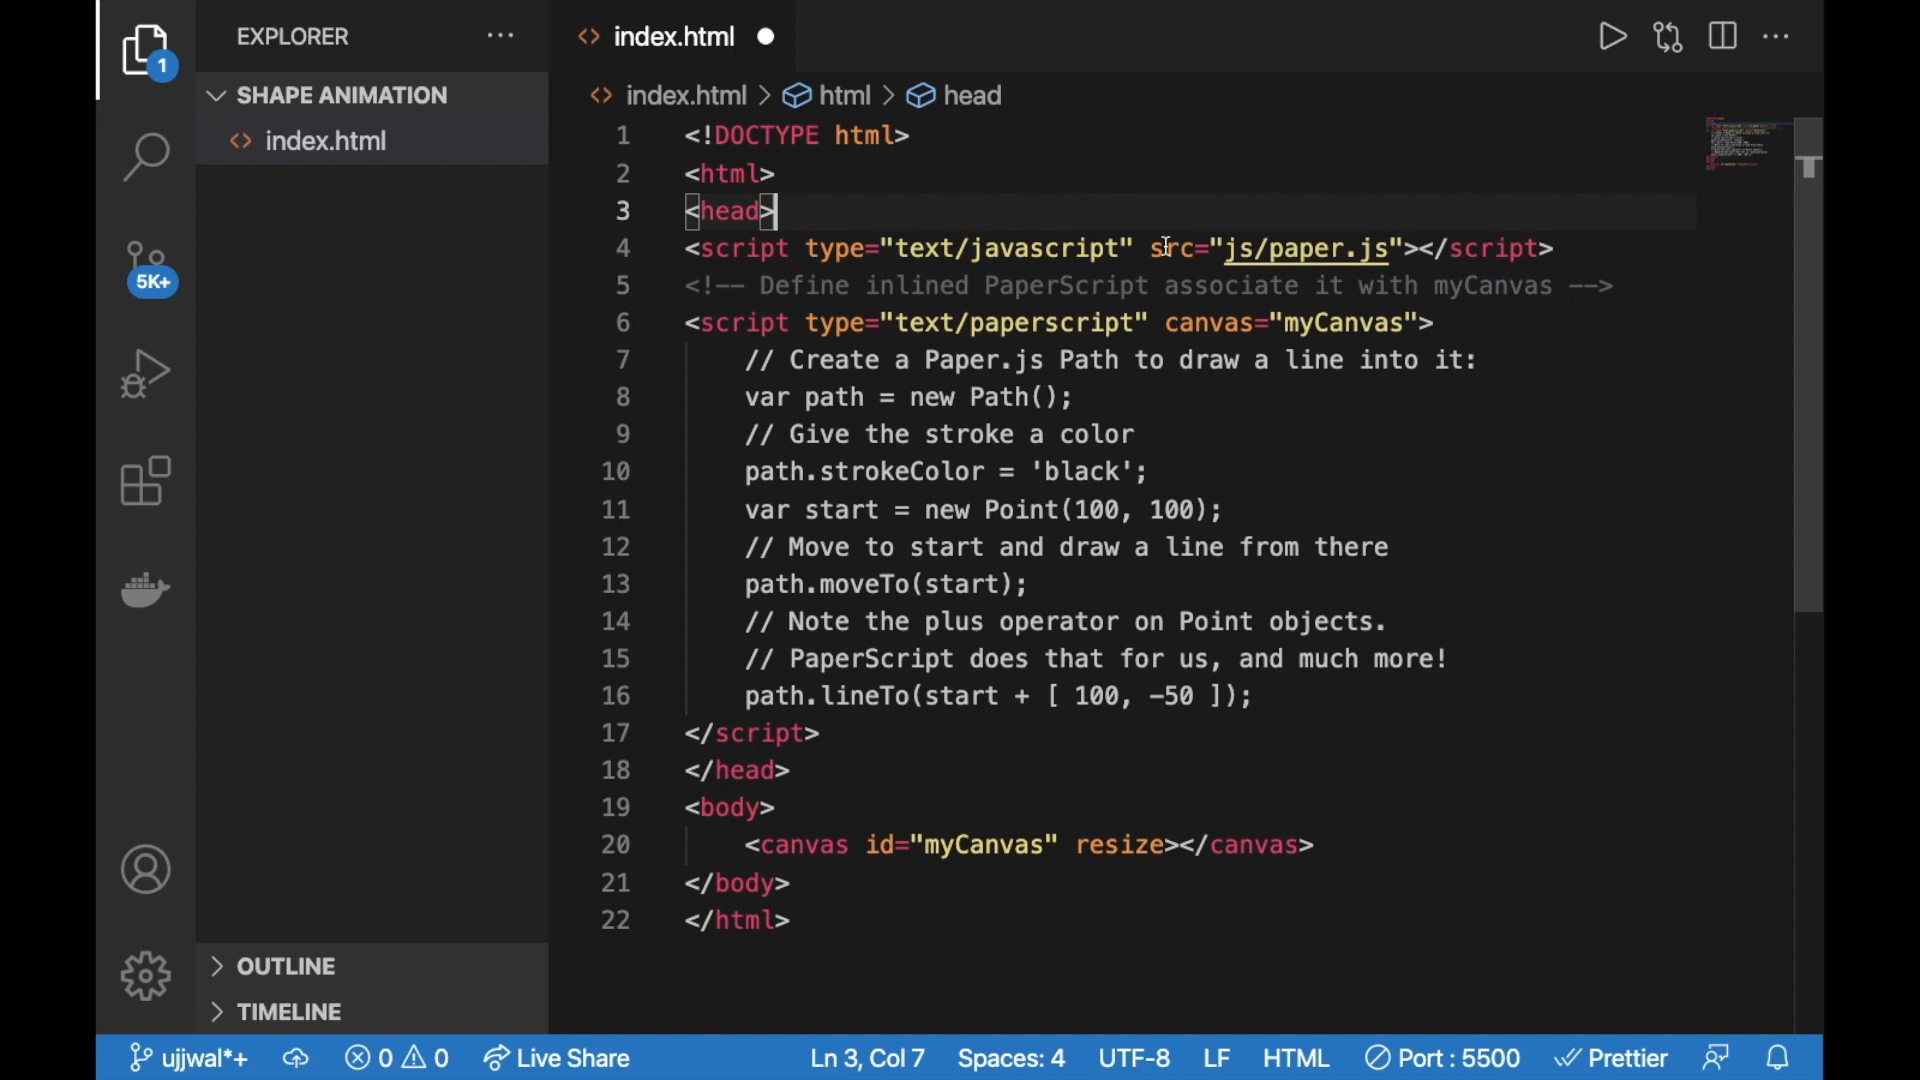 EXPLORER
index.html
1
SHAPE ANIMATION
index.html
index.html > html > head
1 <!DOCTYPE html>
2 <html>
3 <head>
4 <script type="text/javascript" src="js/paper.js"></script>
5 <!-- Define inlined PaperScript associate it with myCanvas -->
6 <script type="text/paperscript" canvas="myCanvas">
7 // Create a Paper.js Path to draw a line into it:
8 var path = new Path();
9 // Give the stroke a color
10 path.strokeColor = 'black';
11 var start = new Point(100, 100);
12 // Move to start and draw a line from there
13 path.moveTo(start);
14 // Note the plus operator on Point objects.
15 // PaperScript does that for us, and much more!
16 path.lineTo(start + [ 100, -50 ]);
17 </script>
18 </head>
19 <body>
20 <canvas id="myCanvas" resize></canvas>
21 </body>
22 </html>
5K+
OUTLINE
TIMELINE
ujjwal*+ 0 0 Live Share Ln 3, Col 7 Spaces: 4 UTF-8 LF HTML Port : 5500 Prettier